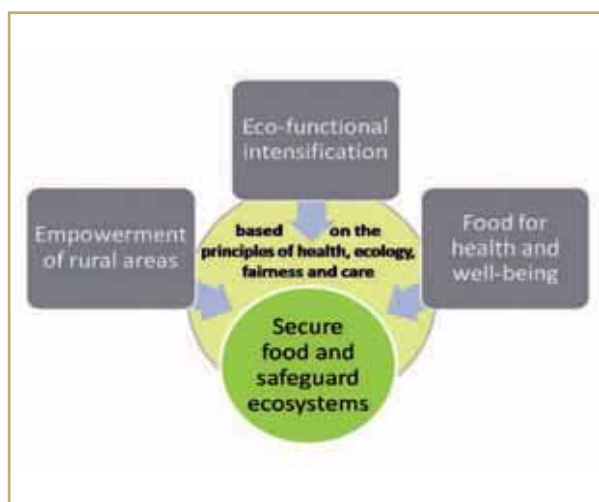 Eco-functional
intensification
Empowerment
of rural areas
Food for
health and
well-being
based on the
principles of health, ecology,
fairness and care
Secure
food and
safeguard
ecosystems